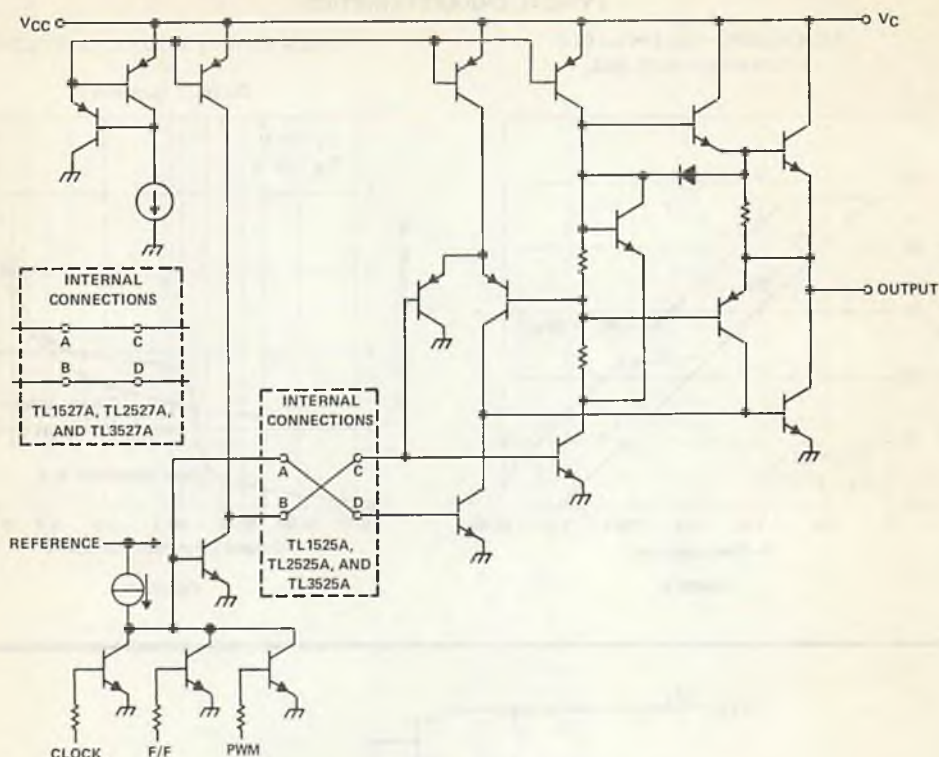 VCC
VC
INTERNAL
CONNECTIONS
A C
B D
TL1527A, TL2527A,
AND TL3527A
OUTPUT
INTERNAL
CONNECTIONS
A C
B D
TL1525A,
TL2525A, AND
TL3525A
REFERENCE
CLOCK F/F PWM